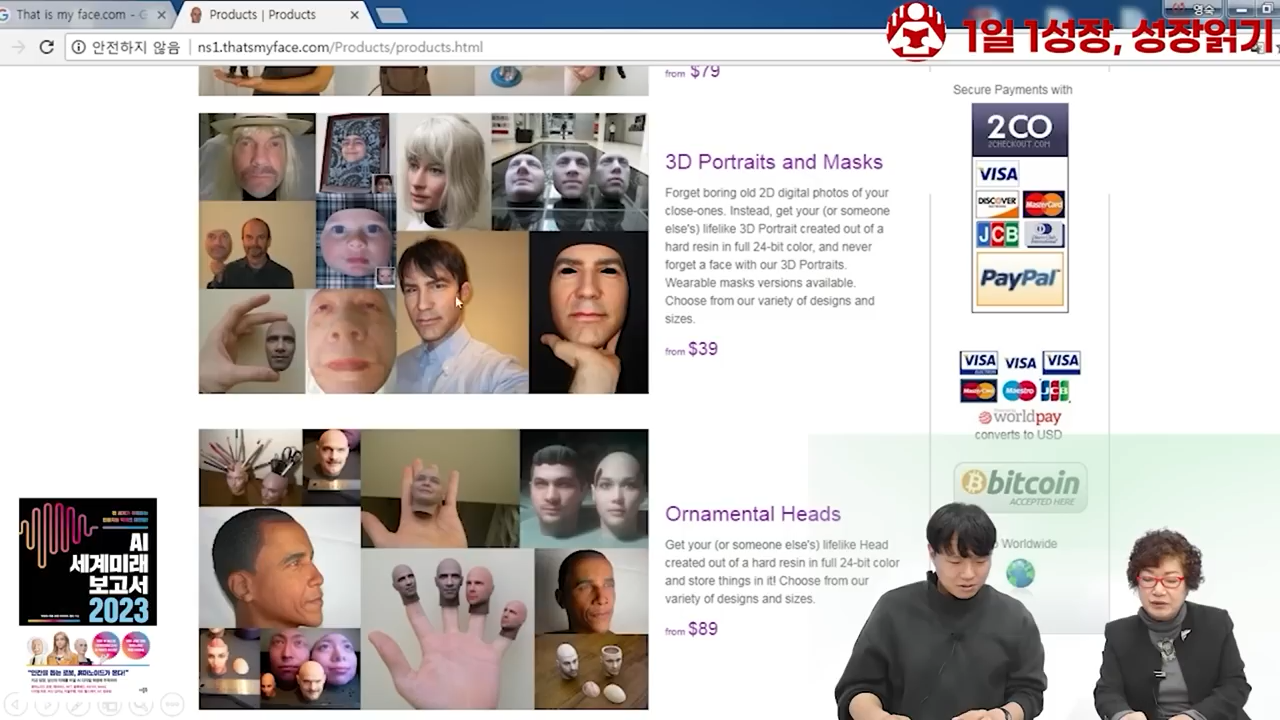 That is my face.com - G
Products | Products
영숙
안전하지 않음
ns1.thatsmyface.com/Products/products.html
1일 1성장, 성장읽기
from $79
3D Portraits and Masks
Forget boring old 2D digital photos of your
close-ones. Instead, get your (or someone
else's) lifelike 3D Portrait created out of a
hard resin in full 24-bit color, and never
forget a face with our 3D Portraits.
Wearable masks versions available.
Choose from our variety of designs and
sizes.
from $39
Ornamental Heads
Get your (or someone else's) lifelike Head
created out of a hard resin in full 24-bit color
and store things in it! Choose from our
variety of designs and sizes.
from $89
Secure Payments with
2CO
2CHECKOUT.COM
VISA
DISCOVER
MasterCard
JCB
PayPal
VISA
VISA
VISA
MasterCard
Maestro
JCB
worldpay
converts to USD
bitcoin
ACCEPTED HERE
Worldwide
AI
세계미래
보고서
2023